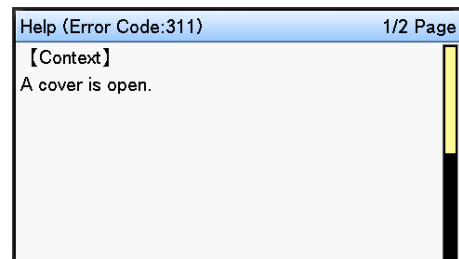 Help (Error Code:311) 1/2 Page
【Context】
A cover is open.